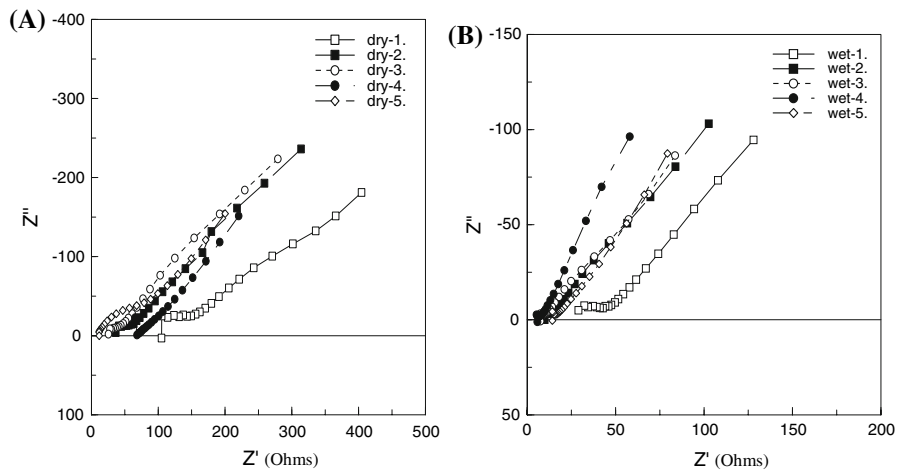 (A)
-400
-300
-200
-100
0
100
Z''
0 100 200 300 400 500
Z' (Ohms)
dry-1.
dry-2.
dry-3.
dry-4.
dry-5.
(B)
-150
-100
-50
0
50
Z''
0 50 100 150 200
Z' (Ohms)
wet-1.
wet-2.
wet-3.
wet-4.
wet-5.